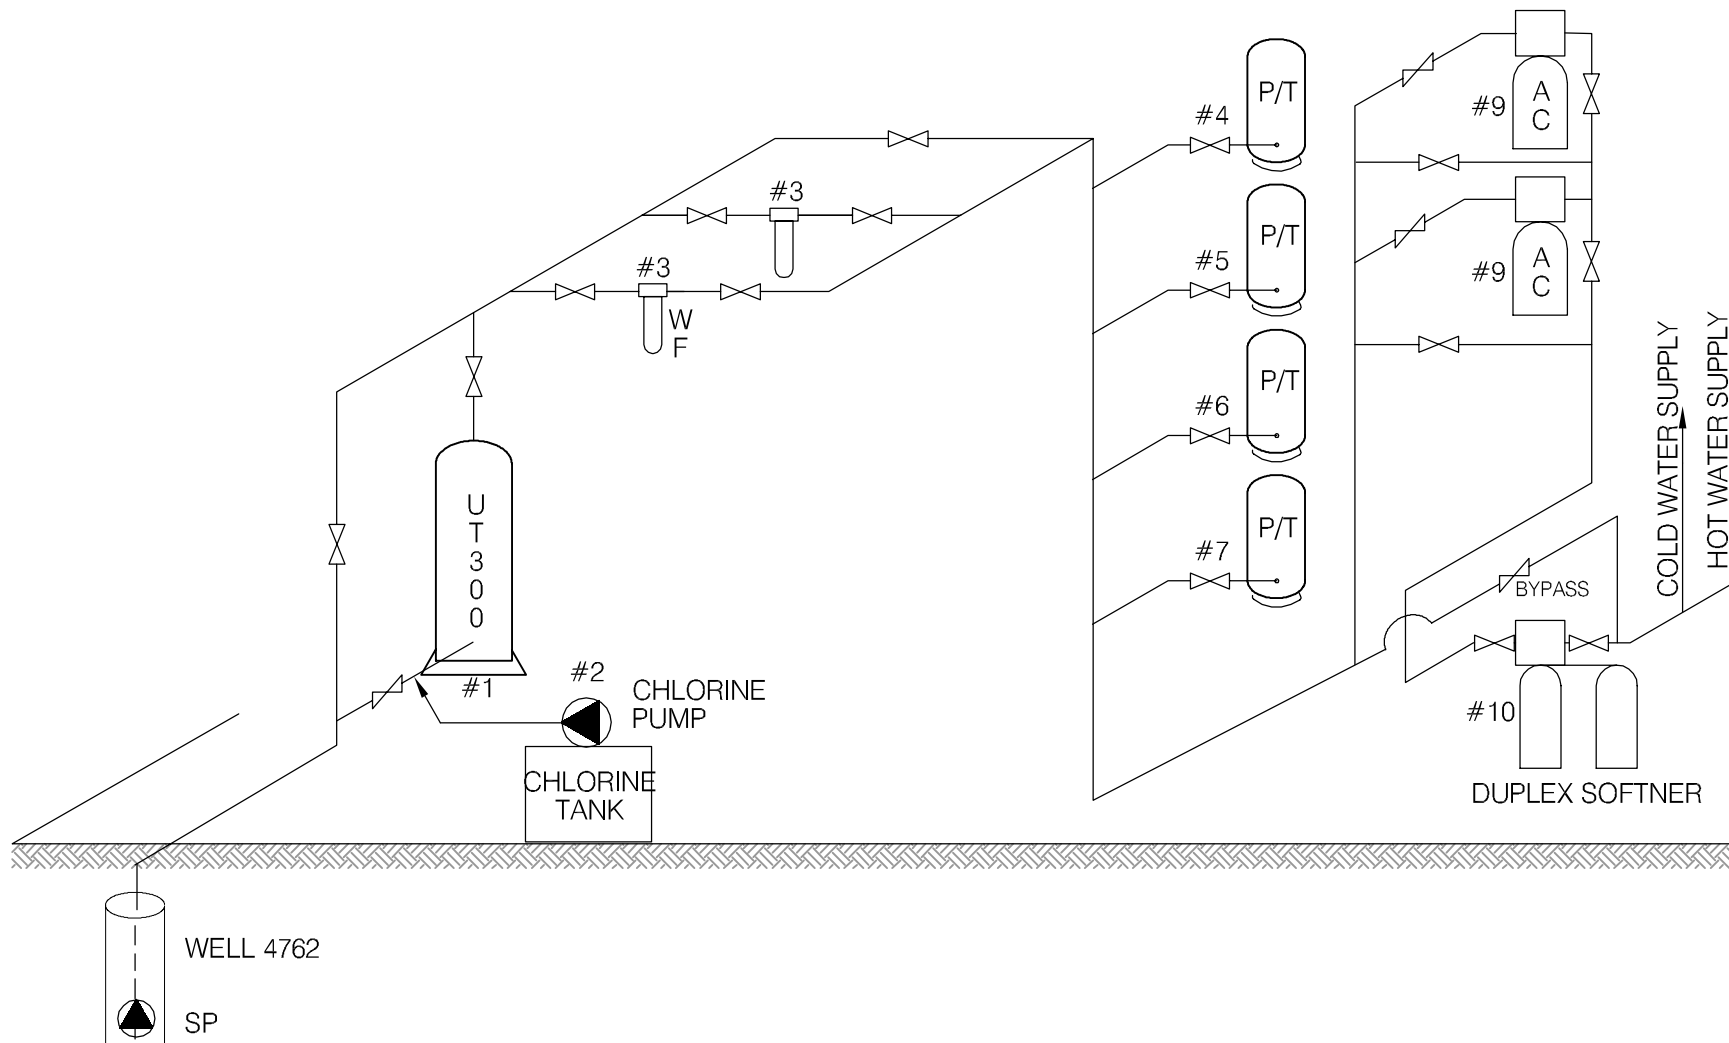 #4
P/T
#9
A
C
#3
#5
P/T
#9
A
C
#3
W
F
#6
P/T
COLD WATER SUPPLY
HOT WATER SUPPLY
U
T
3
0
0
#7
P/T
BYPASS
#1
#2
CHLORINE
PUMP
#10
CHLORINE
TANK
DUPLEX SOFTNER
WELL 4762
SP